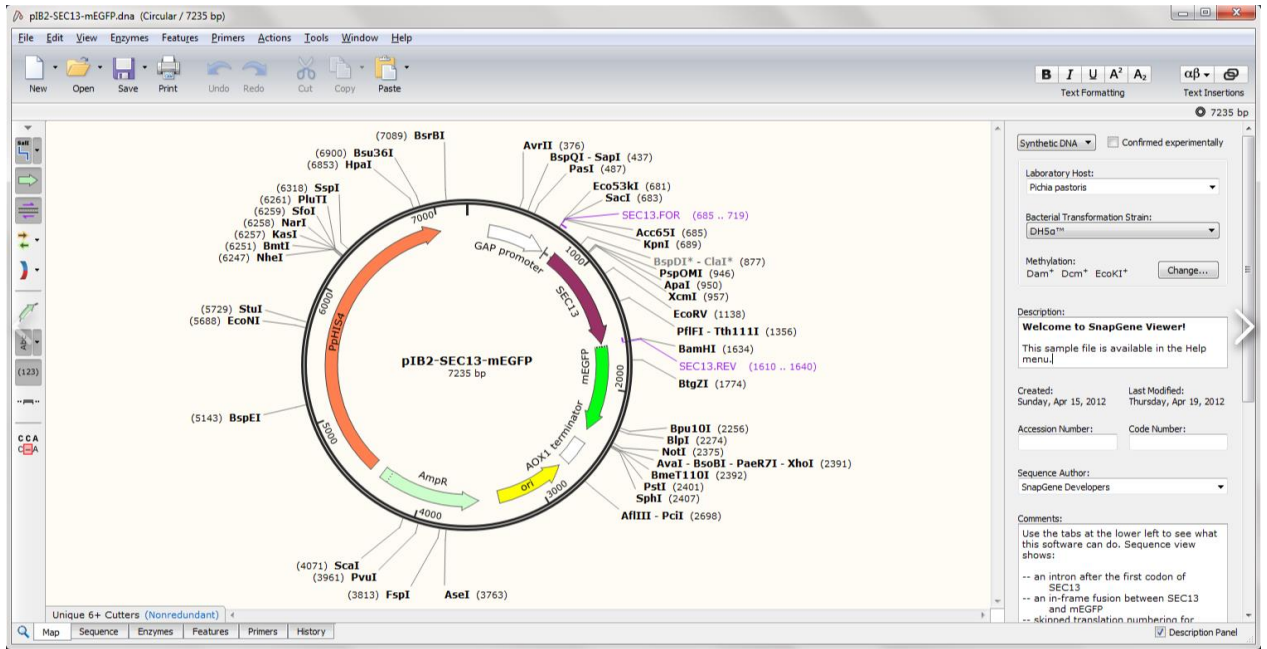 pIB2-SEC13-mEGFP.dna (Circular / 7235 bp)
File Edit View Enzymes Features Primers Actions Tools Window Help
New Open Save Print Undo Redo Cut Copy Paste
B I U A² A₂ αβ
Text Formatting Text Insertions
7235 bp
(7089) BsrBI
(6900) Bsu36I
(6853) HpaI
(6318) SspI
(6261) PluTI
(6259) SfoI
(6258) NarI
(6257) KasI
(6251) BmtI
(6247) NheI
(5729) StuI
(5688) EcoNI
(5143) BspEI
(4071) ScaI
(3961) PvuI
(3813) FspI
AseI (3763)
AvrII (376)
BspQI - SapI (437)
PasI (487)
Eco53kI (681)
SacI (683)
SEC13.FOR (685 .. 719)
Acc65I (685)
KpnI (689)
BspDI* - ClaI* (877)
PspOMI (946)
ApaI (950)
XcmI (957)
EcoRV (1138)
PflFI - Tth111I (1356)
BamHI (1634)
SEC13.REV (1610 .. 1640)
BtgZI (1774)
Bpu10I (2256)
BlpI (2274)
NotI (2375)
AvaI - BsoBI - PaeR7I - XhoI (2391)
BmeT110I (2392)
PstI (2401)
SphI (2407)
AflIII - PciI (2698)
GAP promoter
SEC13
mEGFP
AOX1 terminator
ori
AmpR
PpHIS4
1000
2000
3000
4000
5000
6000
7000
pIB2-SEC13-mEGFP
7235 bp
(123)
CCA
C A
Unique 6+ Cutters (Nonredundant)
Map Sequence Enzymes Features Primers History
Synthetic DNA Confirmed experimentally
Laboratory Host:
Pichia pastoris
Bacterial Transformation Strain:
DH5α™
Methylation:
Dam⁺ Dcm⁺ EcoKI⁺ Change...
Description:
Welcome to SnapGene Viewer!
This sample file is available in the Help
menu.
Created: Last Modified:
Sunday, Apr 15, 2012 Thursday, Apr 19, 2012
Accession Number: Code Number:
Sequence Author:
SnapGene Developers
Comments:
Use the tabs at the lower left to see what
this software can do. Sequence view
shows:
-- an intron after the first codon of
SEC13
-- an in-frame fusion between SEC13
and mEGFP
-- skipped translation numbering for
Description Panel